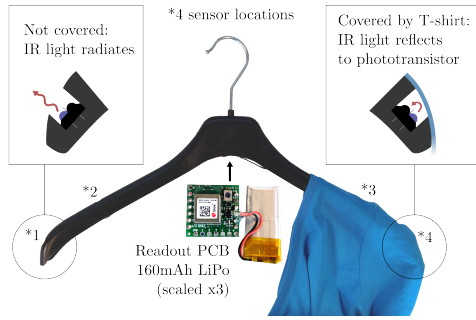 Not covered:
IR light radiates
*4 sensor locations
Covered by T-shirt:
IR light reflects
to phototransistor
*2
*3
*1
*4
Readout PCB
160mAh LiPo
(scaled x3)